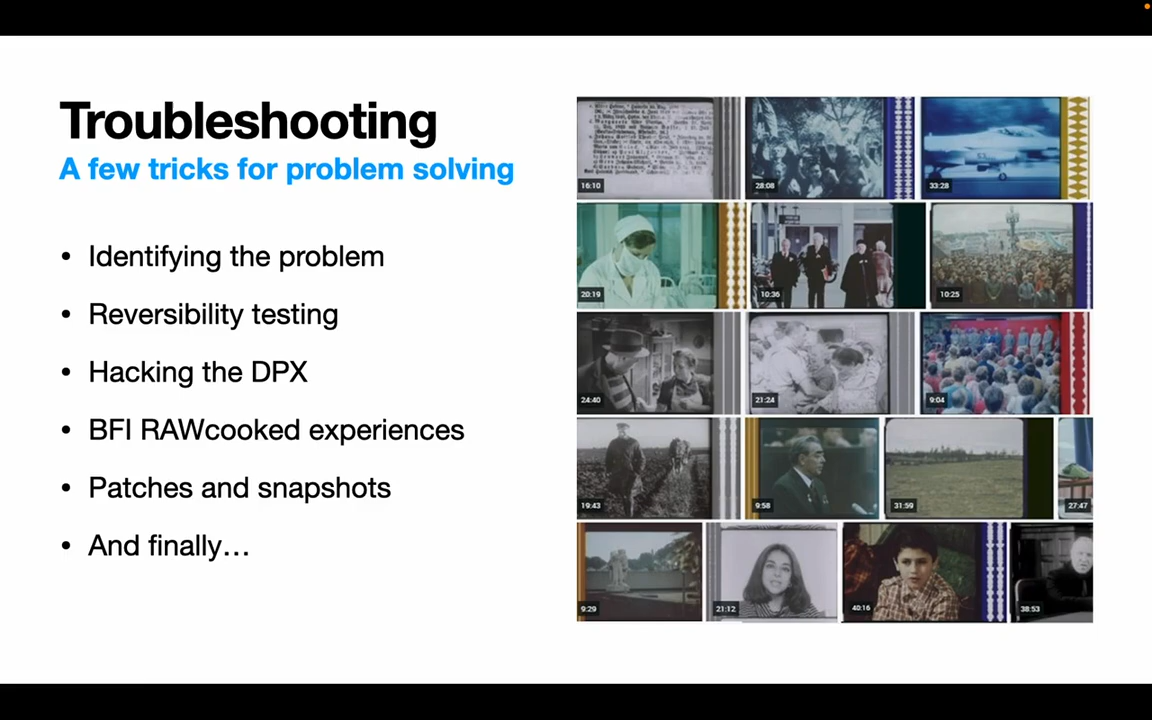 Troubleshooting
A few tricks for problem solving
• Identifying the problem
• Reversibility testing
• Hacking the DPX
• BFI RAWcooked experiences
• Patches and snapshots
• And finally…
16:10
28:08
33:28
20:19
10:36
10:25
24:40
21:24
9:04
19:43
9:58
31:59
27:47
9:29
21:12
40:16
38:53